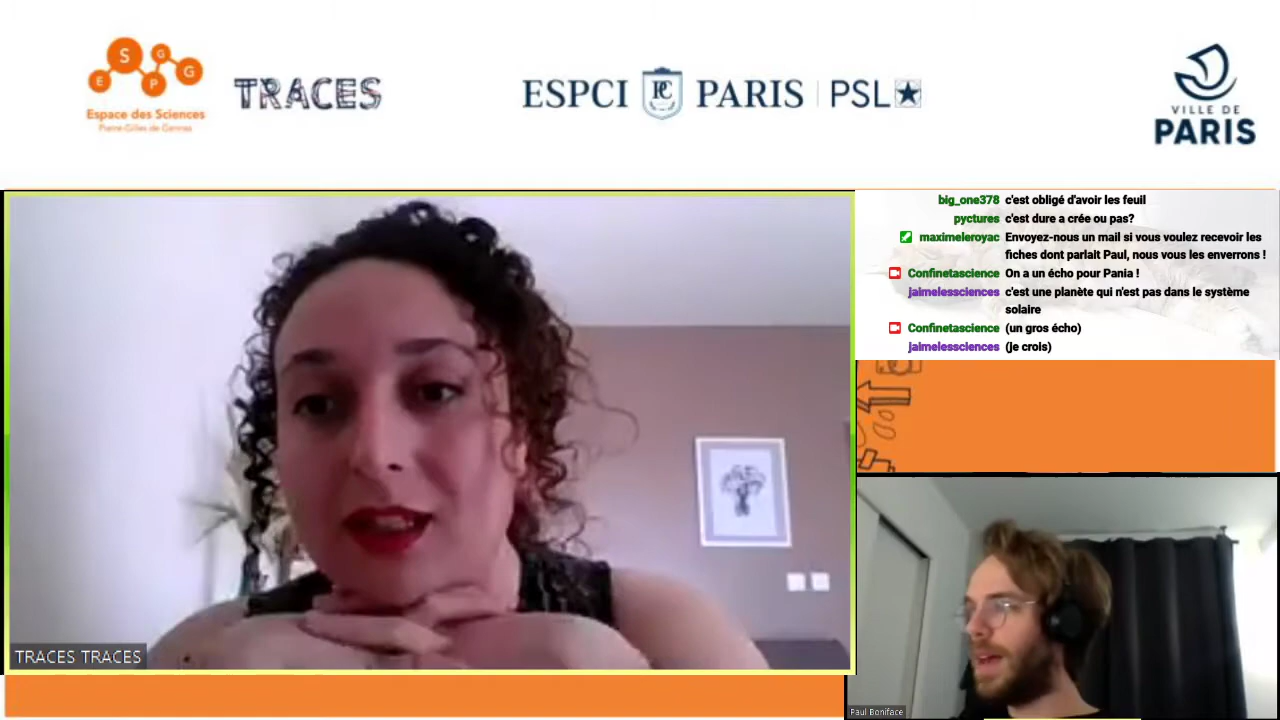 S
G
E
P
G
Espace des Sciences
Pierre-Gilles de Gennes
TRACES
ESPCI PC PARIS | PSL
VILLE DE
PARIS
big_one378 c'est obligé d'avoir les feuil
pyctures c'est dure a crée ou pas?
maximeleroyac Envoyez-nous un mail si vous voulez recevoir les
fiches dont parlait Paul, nous vous les enverrons !
Confinetascience On a un écho pour Pania !
jaimelessciences c'est une planète qui n'est pas dans le système
solaire
Confinetascience (un gros écho)
jaimelessciences (je crois)
TRACES TRACES
Paul Boniface